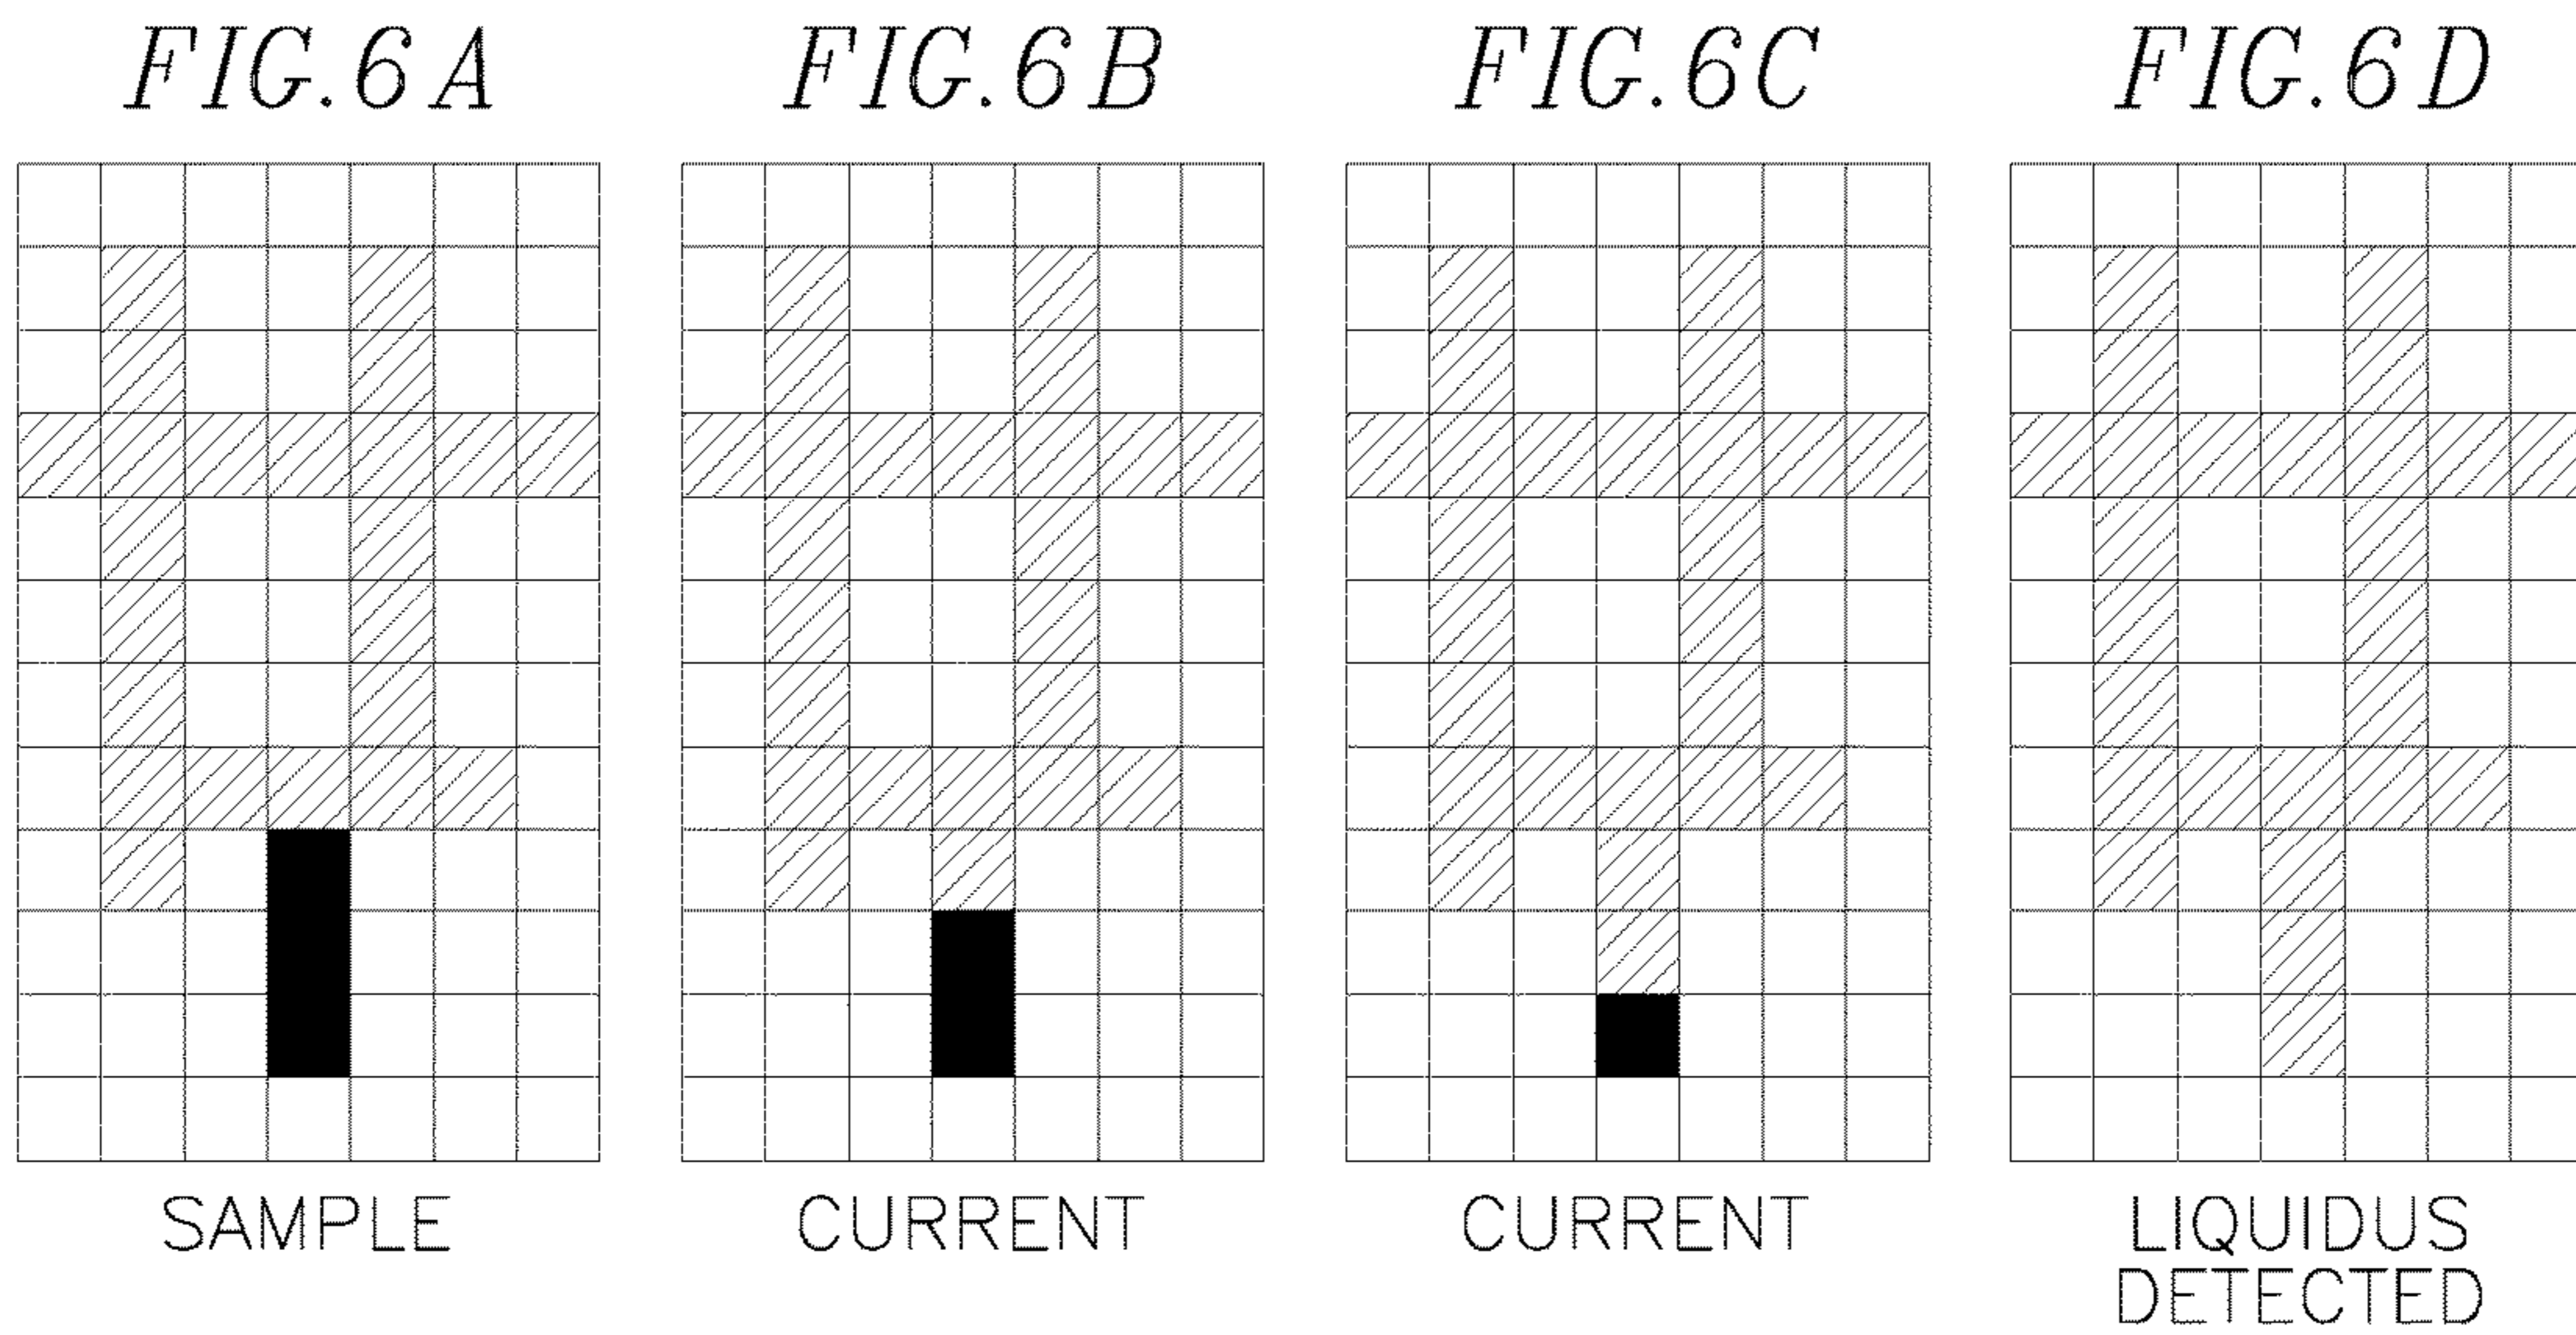 FIG.6A FIG.6B FIG.6C FIG.6D
SAMPLE CURRENT CURRENT LIQUIDUS
DETECTED